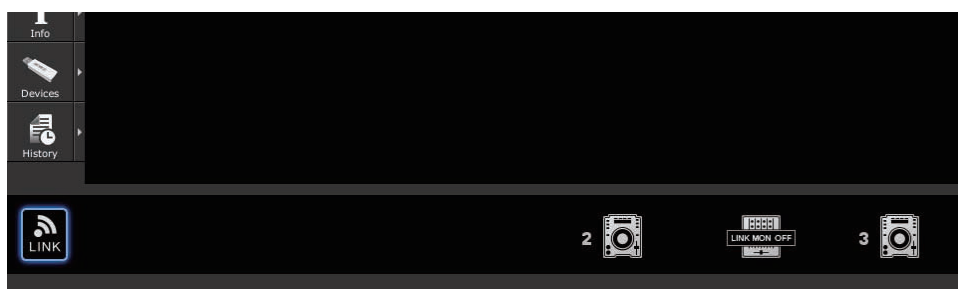 Info
Devices
History
LINK
2
LINK MON OFF
3